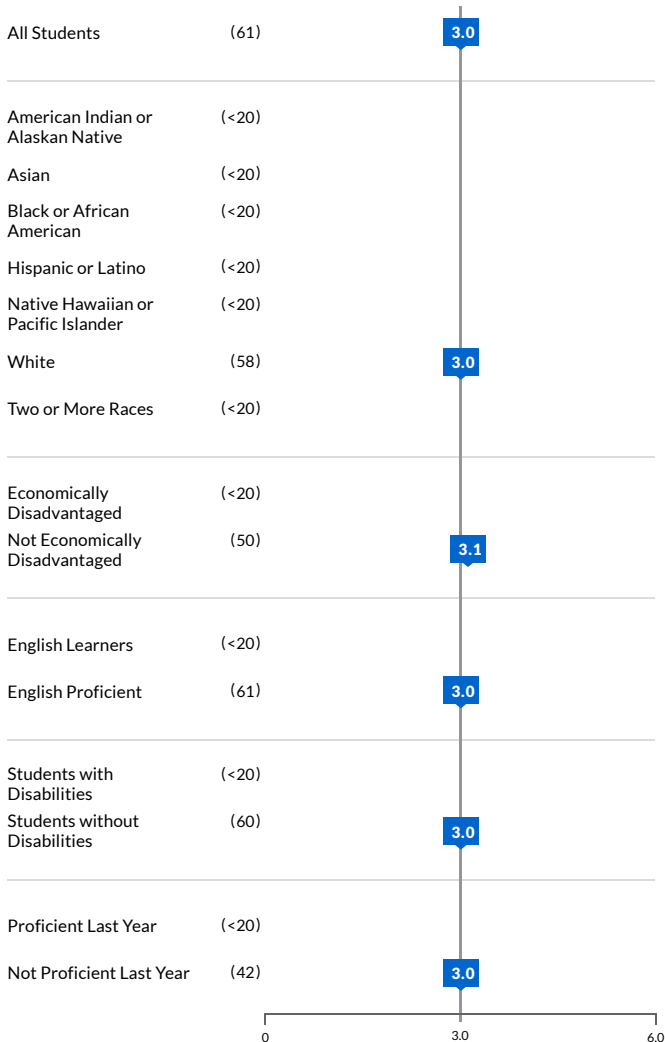 All Students (61) 3.0
American Indian or (<20)
Alaskan Native
Asian (<20)
Black or African (<20)
American
Hispanic or Latino (<20)
Native Hawaiian or (<20)
Pacific Islander
White (58) 3.0
Two or More Races (<20)
Economically (<20)
Disadvantaged
Not Economically (50) 3.1
Disadvantaged
English Learners (<20)
English Proficient (61) 3.0
Students with (<20)
Disabilities
Students without (60) 3.0
Disabilities
Proficient Last Year (<20)
Not Proficient Last Year (42) 3.0
0 3.0 6.0